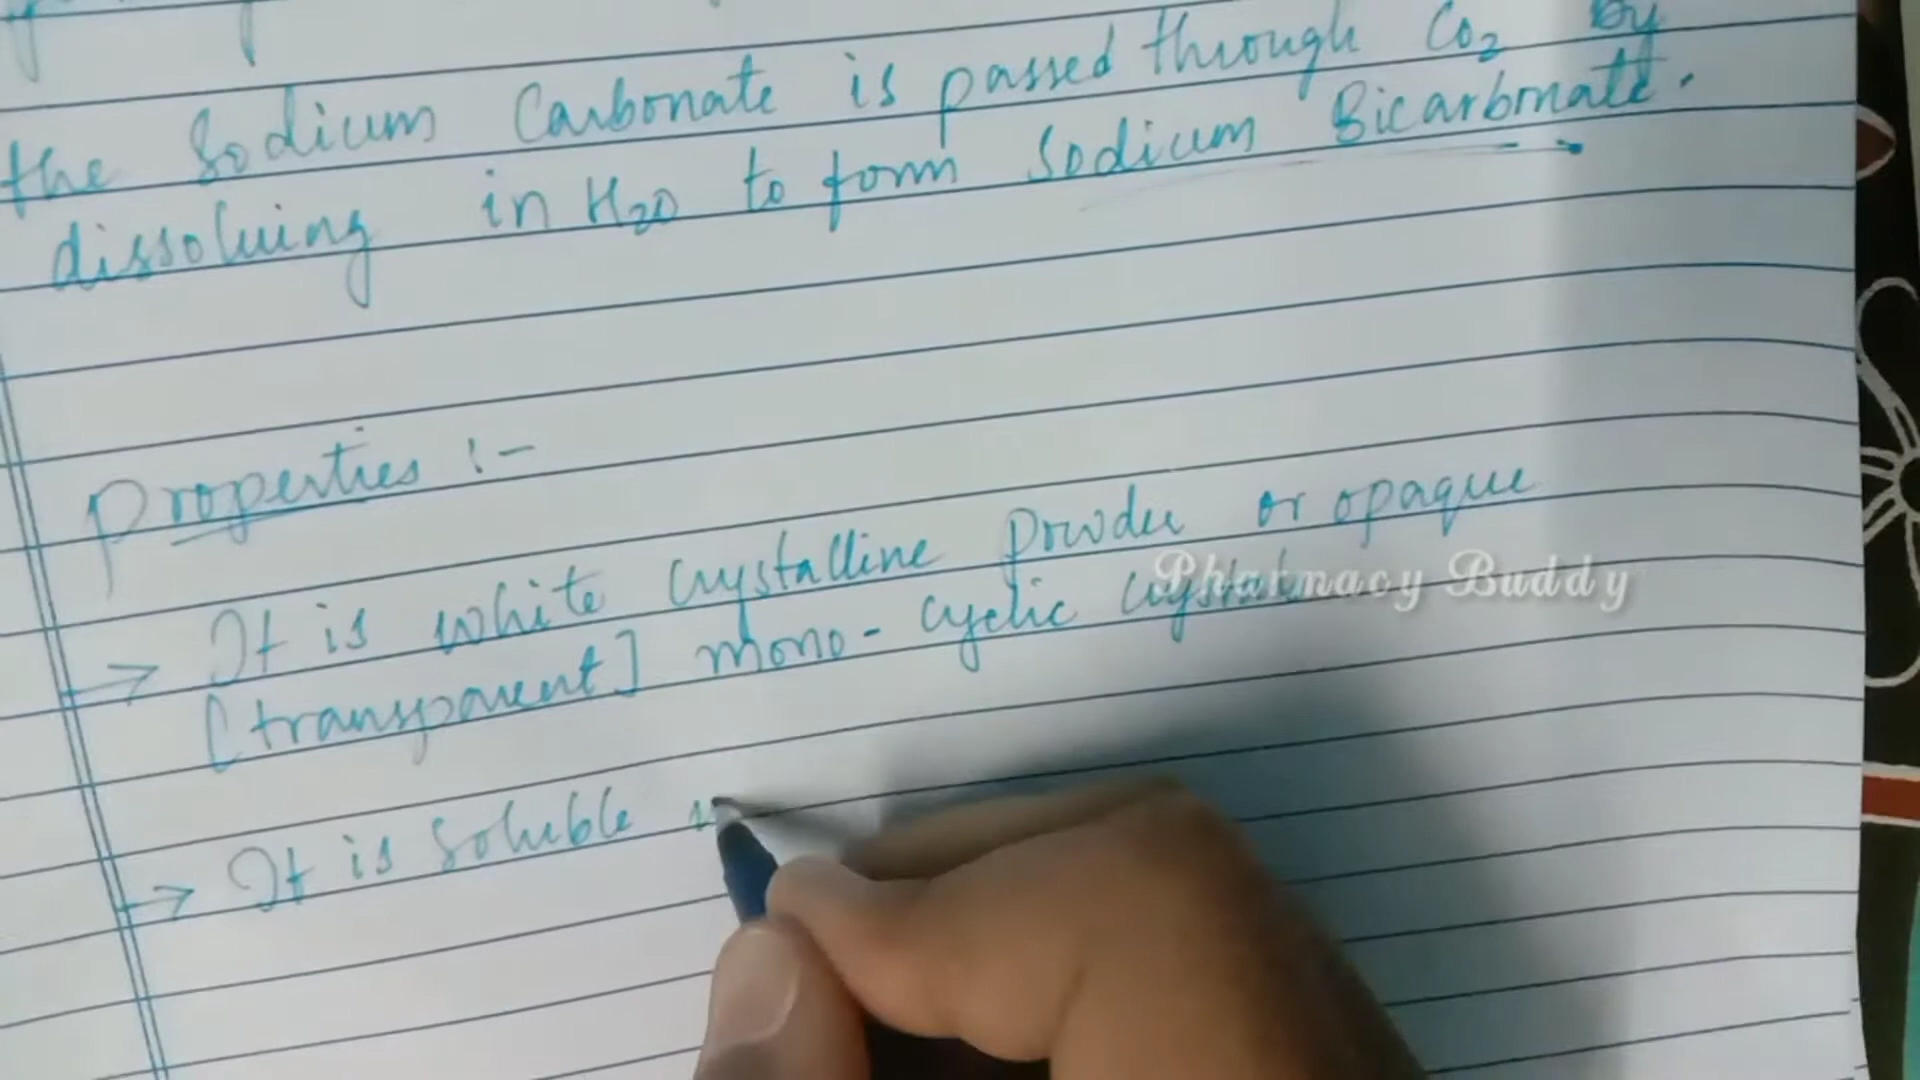 the Sodium Carbonate is passed through CO2 by
dissolving in H2O to form Sodium Bicarbonate.
Properties :-
→ It is white crystalline powder or opaque
[transparent] mono-cyclic crystals
Pharmacy Buddy
→ It is soluble